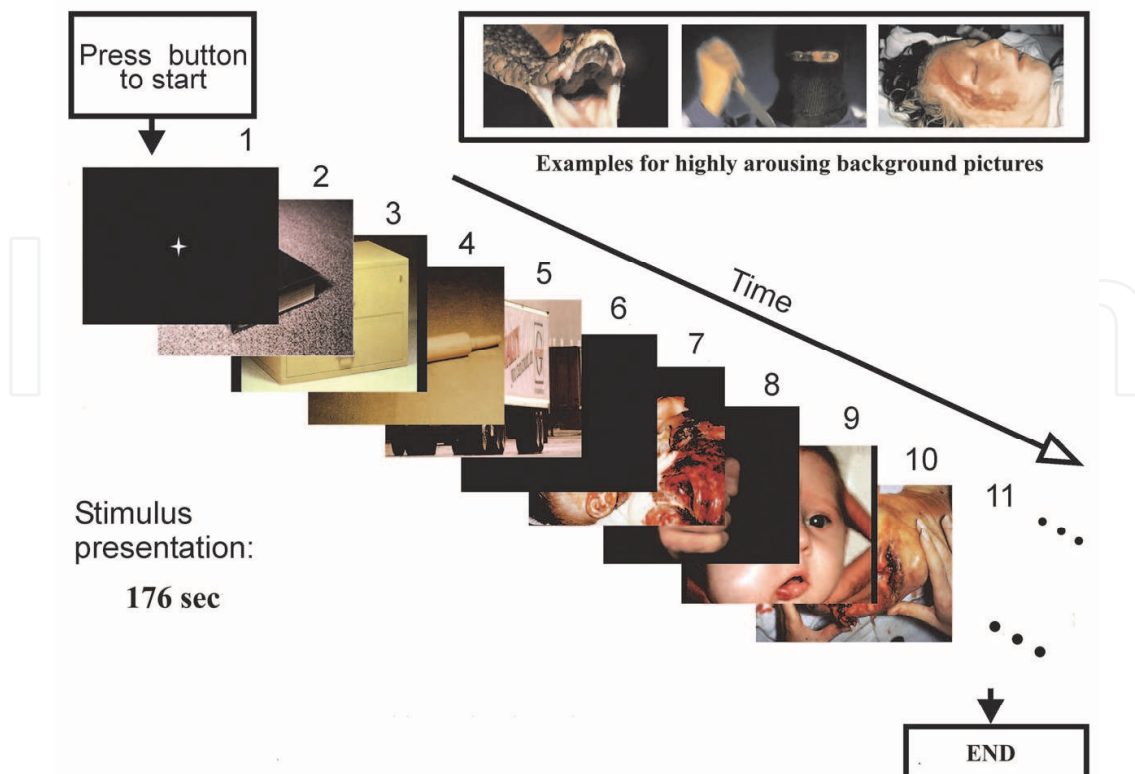 Press button
to start
Examples for highly arousing background pictures
1
2
3
4
5
6
7
8
9
10
11
Time
Stimulus
presentation:
176 sec
END